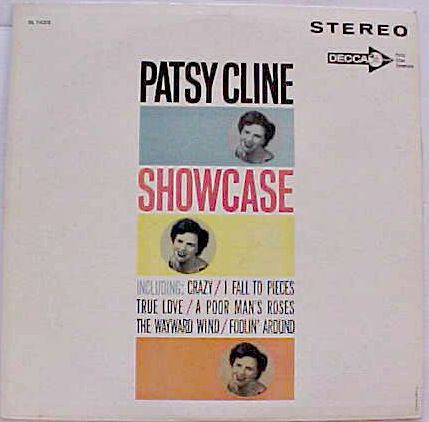 STEREO
PATSY CLINE
DECCA
SHOWCASE
INCLUDING: CRAZY / I FALL TO PIECES
TRUE LOVE / A POOR MAN'S ROSES
THE WAYWARD WIND / FOOLIN' AROUND